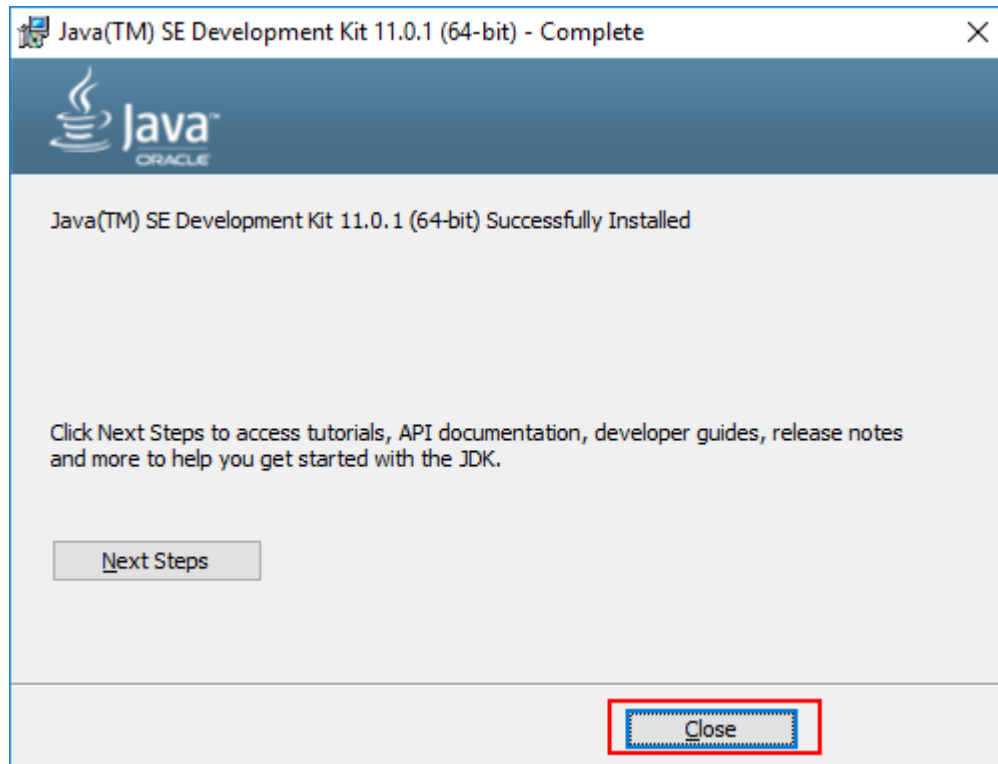 Java(TM) SE Development Kit 11.0.1 (64-bit) - Complete
Java™
ORACLE
Java(TM) SE Development Kit 11.0.1 (64-bit) Successfully Installed
Click Next Steps to access tutorials, API documentation, developer guides, release notes
and more to help you get started with the JDK.
Next Steps
Close